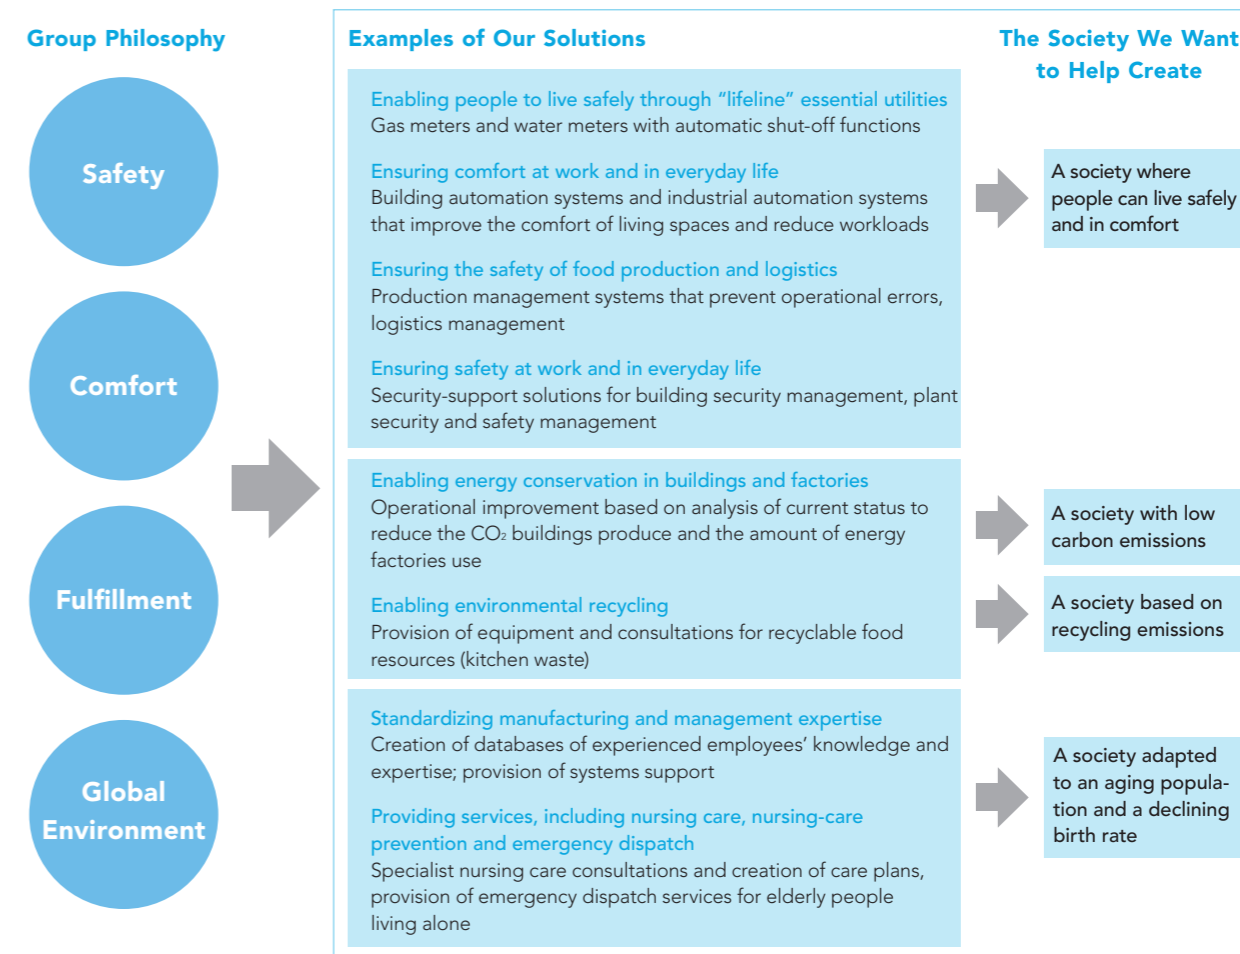 Group Philosophy
Safety
Comfort
Fulfillment
Global
Environment
Examples of Our Solutions
Enabling people to live safely through “lifeline” essential utilities
Gas meters and water meters with automatic shut-off functions
Ensuring comfort at work and in everyday life
Building automation systems and industrial automation systems
that improve the comfort of living spaces and reduce workloads
Ensuring the safety of food production and logistics
Production management systems that prevent operational errors,
logistics management
Ensuring safety at work and in everyday life
Security-support solutions for building security management, plant
security and safety management
Enabling energy conservation in buildings and factories
Operational improvement based on analysis of current status to
reduce the CO₂ buildings produce and the amount of energy
factories use
Enabling environmental recycling
Provision of equipment and consultations for recyclable food
resources (kitchen waste)
Standardizing manufacturing and management expertise
Creation of databases of experienced employees’ knowledge and
expertise; provision of systems support
Providing services, including nursing care, nursing-care
prevention and emergency dispatch
Specialist nursing care consultations and creation of care plans,
provision of emergency dispatch services for elderly people
living alone
The Society We Want
to Help Create
A society where
people can live safely
and in comfort
A society with low
carbon emissions
A society based on
recycling emissions
A society adapted
to an aging popula-
tion and a declining
birth rate